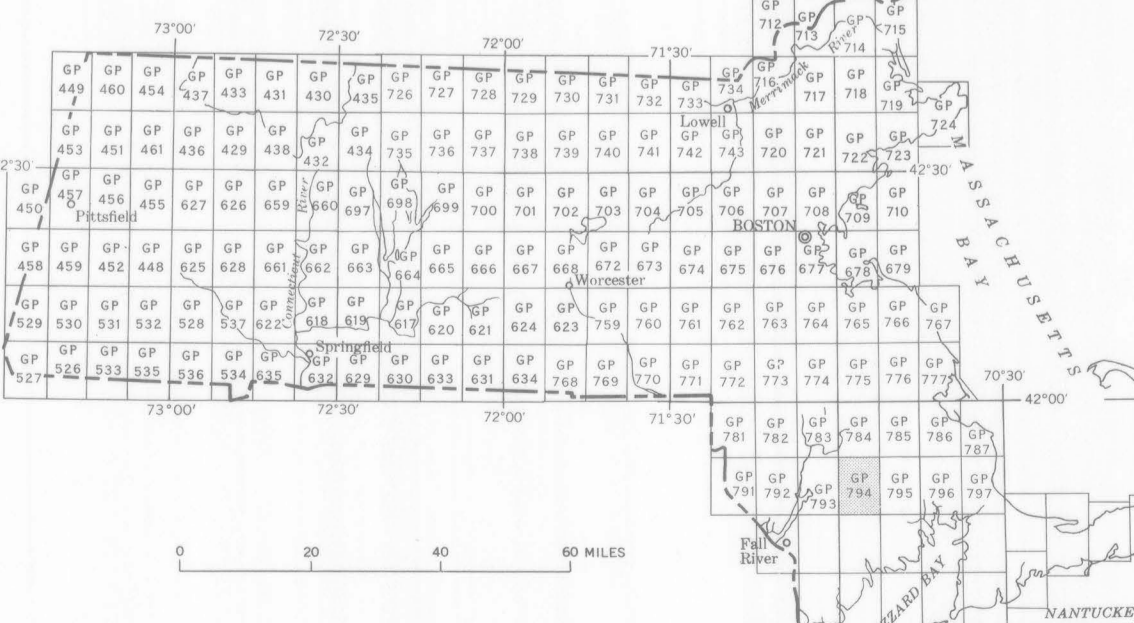 GP GP GP GP
712 713 714 715
73°00' 72°30' 72°00' 71°30'
River
GP GP GP GP GP GP GP GP GP GP GP GP GP GP GP GP GP GP GP GP GP
449 460 454 437 433 431 430 435 726 727 728 729 730 731 732 733 734 716 717 718 719
Merrimack
Lowell
GP
724
GP GP GP GP GP GP GP GP GP GP GP GP GP GP GP GP GP GP GP GP GP
453 451 461 436 429 438 432 434 735 736 737 738 739 740 741 742 743 720 721 722 723
2°30' 42°30'
GP GP GP GP GP GP GP GP GP GP GP GP GP GP GP GP GP GP GP GP GP
450 457 456 455 627 626 659 660 697 698 699 700 701 702 703 704 705 706 707 708 709 710
Pittsfield
River
BOSTON
MASSACHUSETTS
BAY
GP GP GP GP GP GP GP GP GP GP GP GP GP GP GP GP GP GP GP GP GP GP
458 459 452 448 625 628 661 662 663 664 665 666 667 668 672 673 674 675 676 677 678 679
Worcester
Connecticut
GP GP GP GP GP GP GP GP GP GP GP GP GP GP GP GP GP GP GP GP GP GP GP
529 530 531 532 528 537 622 618 619 617 620 621 624 623 759 760 761 762 763 764 765 766 767
Springfield
GP GP GP GP GP GP GP GP GP GP GP GP GP GP GP GP GP GP GP GP GP GP GP
527 526 533 535 536 534 635 632 629 630 633 631 634 768 769 770 771 772 773 774 775 776 777
70°30'
42°00'
73°00' 72°30' 72°00' 71°30'
GP GP GP GP GP GP GP
781 782 783 784 785 786 787
GP GP GP GP GP GP GP
791 792 793 794 795 796 797
0 20 40 60 MILES
Fall
River
ZZARD BAY
NANTUCKE